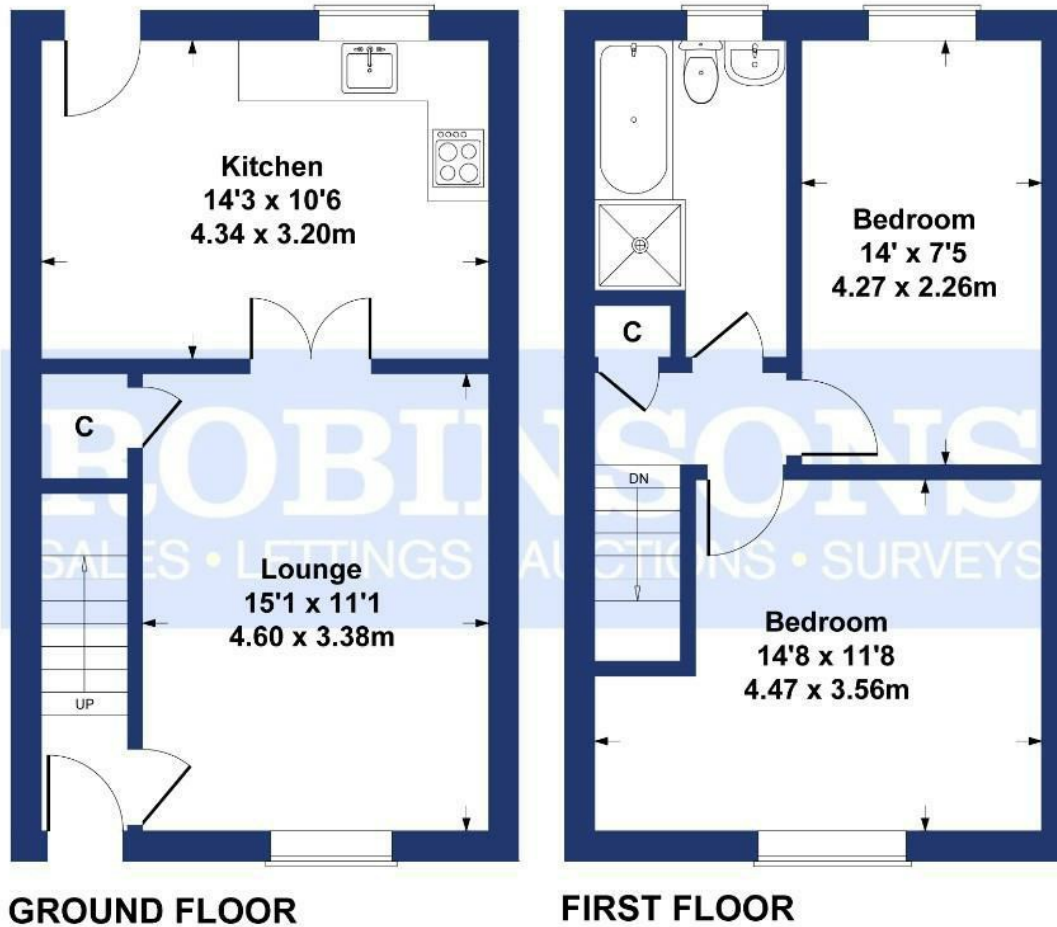 Kitchen
14'3 x 10'6
4.34 x 3.20m
C
Lounge
15'1 x 11'1
4.60 x 3.38m
UP
GROUND FLOOR
Bedroom
14' x 7'5
4.27 x 2.26m
C
DN
Bedroom
14'8 x 11'8
4.47 x 3.56m
FIRST FLOOR
ROBINSONS
SALES • LETTINGS AUCTIONS • SURVEYS